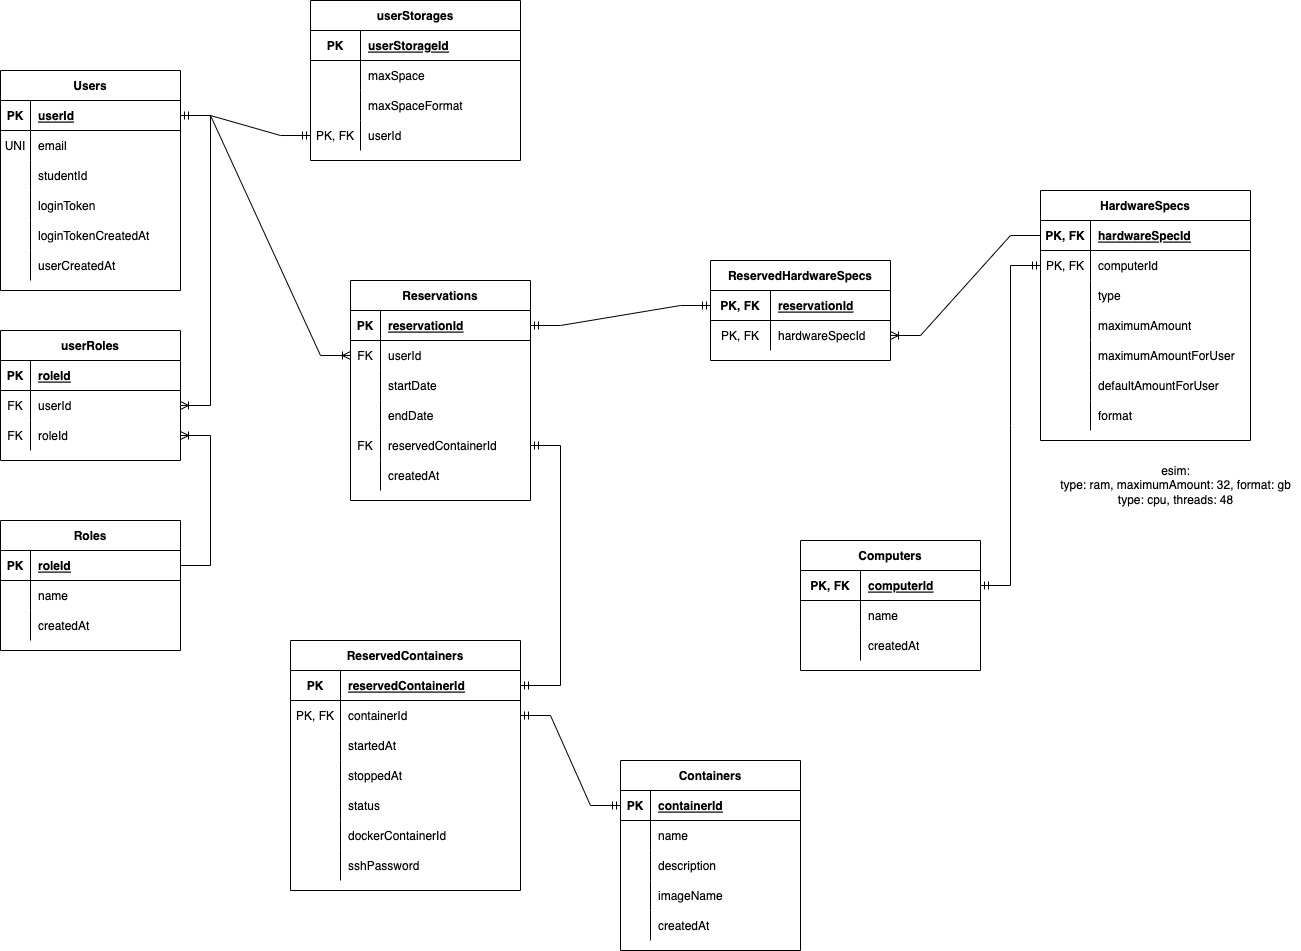 userStorages
PK userStorageId
maxSpace
maxSpaceFormat
PK, FK userId
Users
PK userId
UNI email
studentId
loginToken
loginTokenCreatedAt
userCreatedAt
HardwareSpecs
PK, FK hardwareSpecId
PK, FK computerId
type
maximumAmount
maximumAmountForUser
defaultAmountForUser
format
esim:
type: ram, maximumAmount: 32, format: gb
type: cpu, threads: 48
ReservedHardwareSpecs
PK, FK reservationId
PK, FK hardwareSpecId
Reservations
PK reservationId
FK userId
startDate
endDate
FK reservedContainerId
createdAt
userRoles
PK roleId
FK userId
FK roleId
Roles
PK roleId
name
createdAt
Computers
PK, FK computerId
name
createdAt
ReservedContainers
PK reservedContainerId
PK, FK containerId
startedAt
stoppedAt
status
dockerContainerId
sshPassword
Containers
PK containerId
name
description
imageName
createdAt